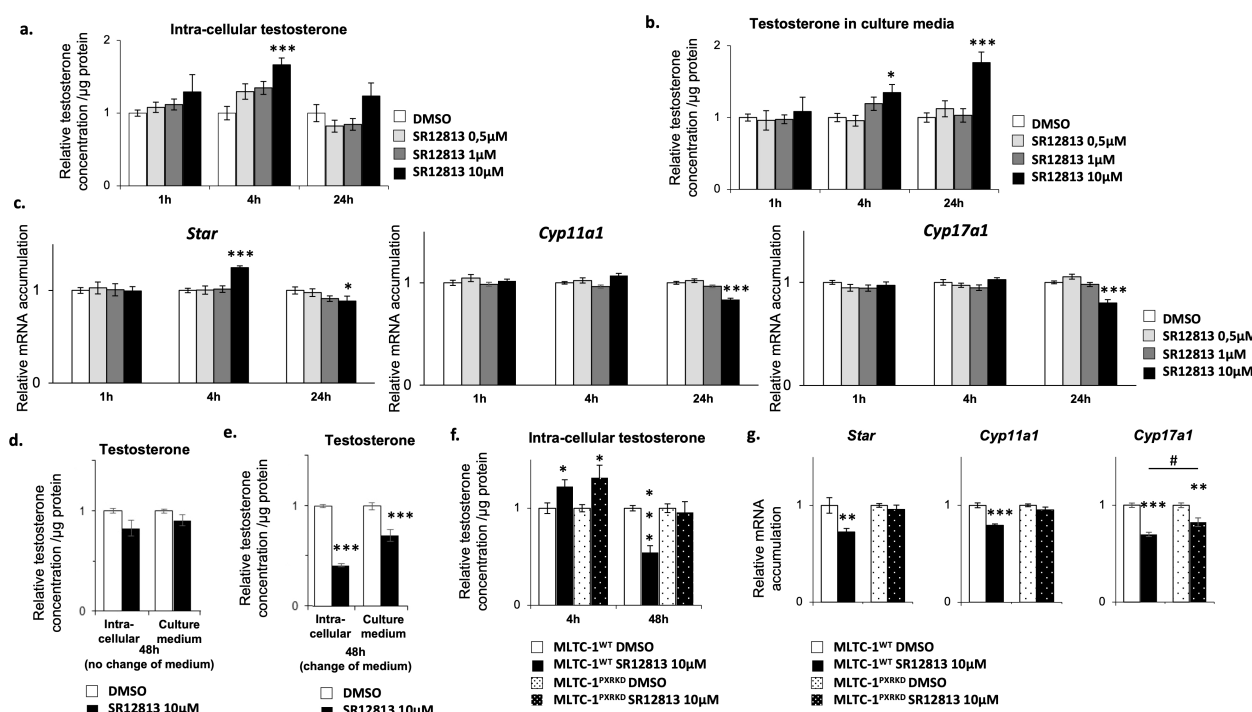 a.
Intra-cellular testosterone
Relative testosterone
concentration /µg protein
2
1
0
***
1h 4h 24h
DMSO
SR12813 0,5µM
SR12813 1µM
SR12813 10µM
b.
Testosterone in culture media
Relative testosterone
concentration /µg protein
2
1
0
*
***
1h 4h 24h
DMSO
SR12813 0,5µM
SR12813 1µM
SR12813 10µM
c.
Star
Relative mRNA accumulation
1
0
***
*
1h 4h 24h
Cyp11a1
Relative mRNA accumulation
1
0
***
1h 4h 24h
Cyp17a1
Relative mRNA accumulation
1
0
***
1h 4h 24h
DMSO
SR12813 0,5µM
SR12813 1µM
SR12813 10µM
d.
Testosterone
Relative testosterone
concentration /µg protein
1
0
Intra- Culture
cellular medium
48h
(no change of medium)
DMSO
SR12813 10µM
e.
Testosterone
Relative testosterone
concentration /µg protein
1
0
***
***
Intra- Culture
cellular medium
48h
(change of medium)
DMSO
SR12813 10µM
f.
Intra-cellular testosterone
Relative testosterone
concentration /µg protein
1
0
*
*
*
*
*
4h 48h
MLTC-1WT DMSO
MLTC-1WT SR12813 10µM
MLTC-1PXRKD DMSO
MLTC-1PXRKD SR12813 10µM
g.
Star
Relative mRNA
accumulation
1
0
**
Cyp11a1
1
0
***
Cyp17a1
#
1
0
***
**
MLTC-1WT DMSO
MLTC-1WT SR12813 10µM
MLTC-1PXRKD DMSO
MLTC-1PXRKD SR12813 10µM